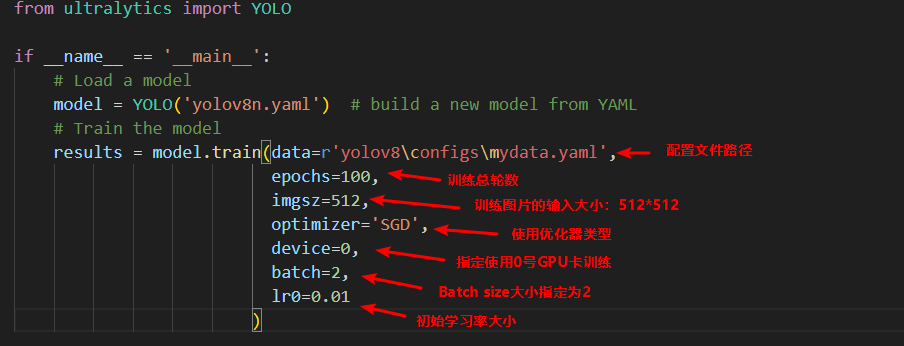 from ultralytics import YOLO
if __name__ == '__main__':
# Load a model
model = YOLO('yolov8n.yaml')  # build a new model from YAML
# Train the model
results = model.train(data=r'yolov8\configs\mydata.yaml', 配置文件路径
epochs=100, 训练总轮数
imgsz=512, 训练图片的输入大小：512*512
optimizer='SGD', 使用优化器类型
device=0, 指定使用0号GPU卡训练
batch=2, Batch size大小指定为2
lr0=0.01
初始学习率大小
)